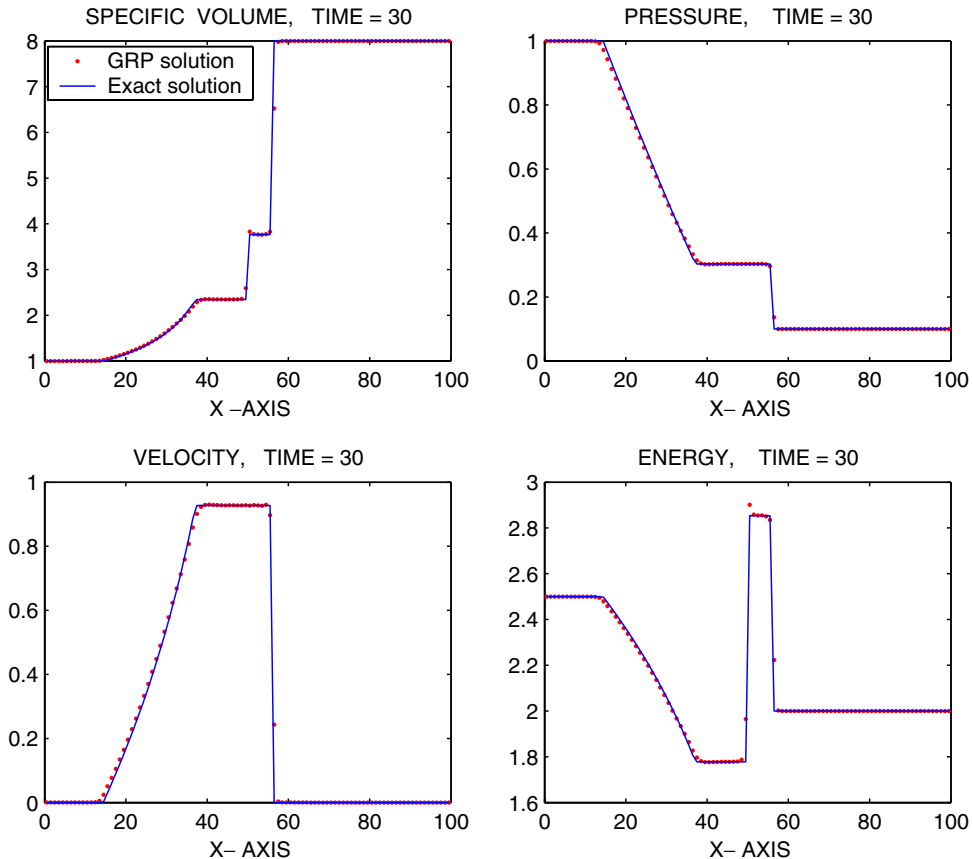 SPECIFIC VOLUME, TIME = 30
8
7
6
5
4
3
2
1
GRP solution
Exact solution
0 20 40 60 80 100
X –AXIS
PRESSURE, TIME = 30
1
0.8
0.6
0.4
0.2
0
0 20 40 60 80 100
X– AXIS
VELOCITY, TIME = 30
1
0.8
0.6
0.4
0.2
0
0 20 40 60 80 100
X– AXIS
ENERGY, TIME = 30
3
2.8
2.6
2.4
2.2
2
1.8
1.6
0 20 40 60 80 100
X– AXIS